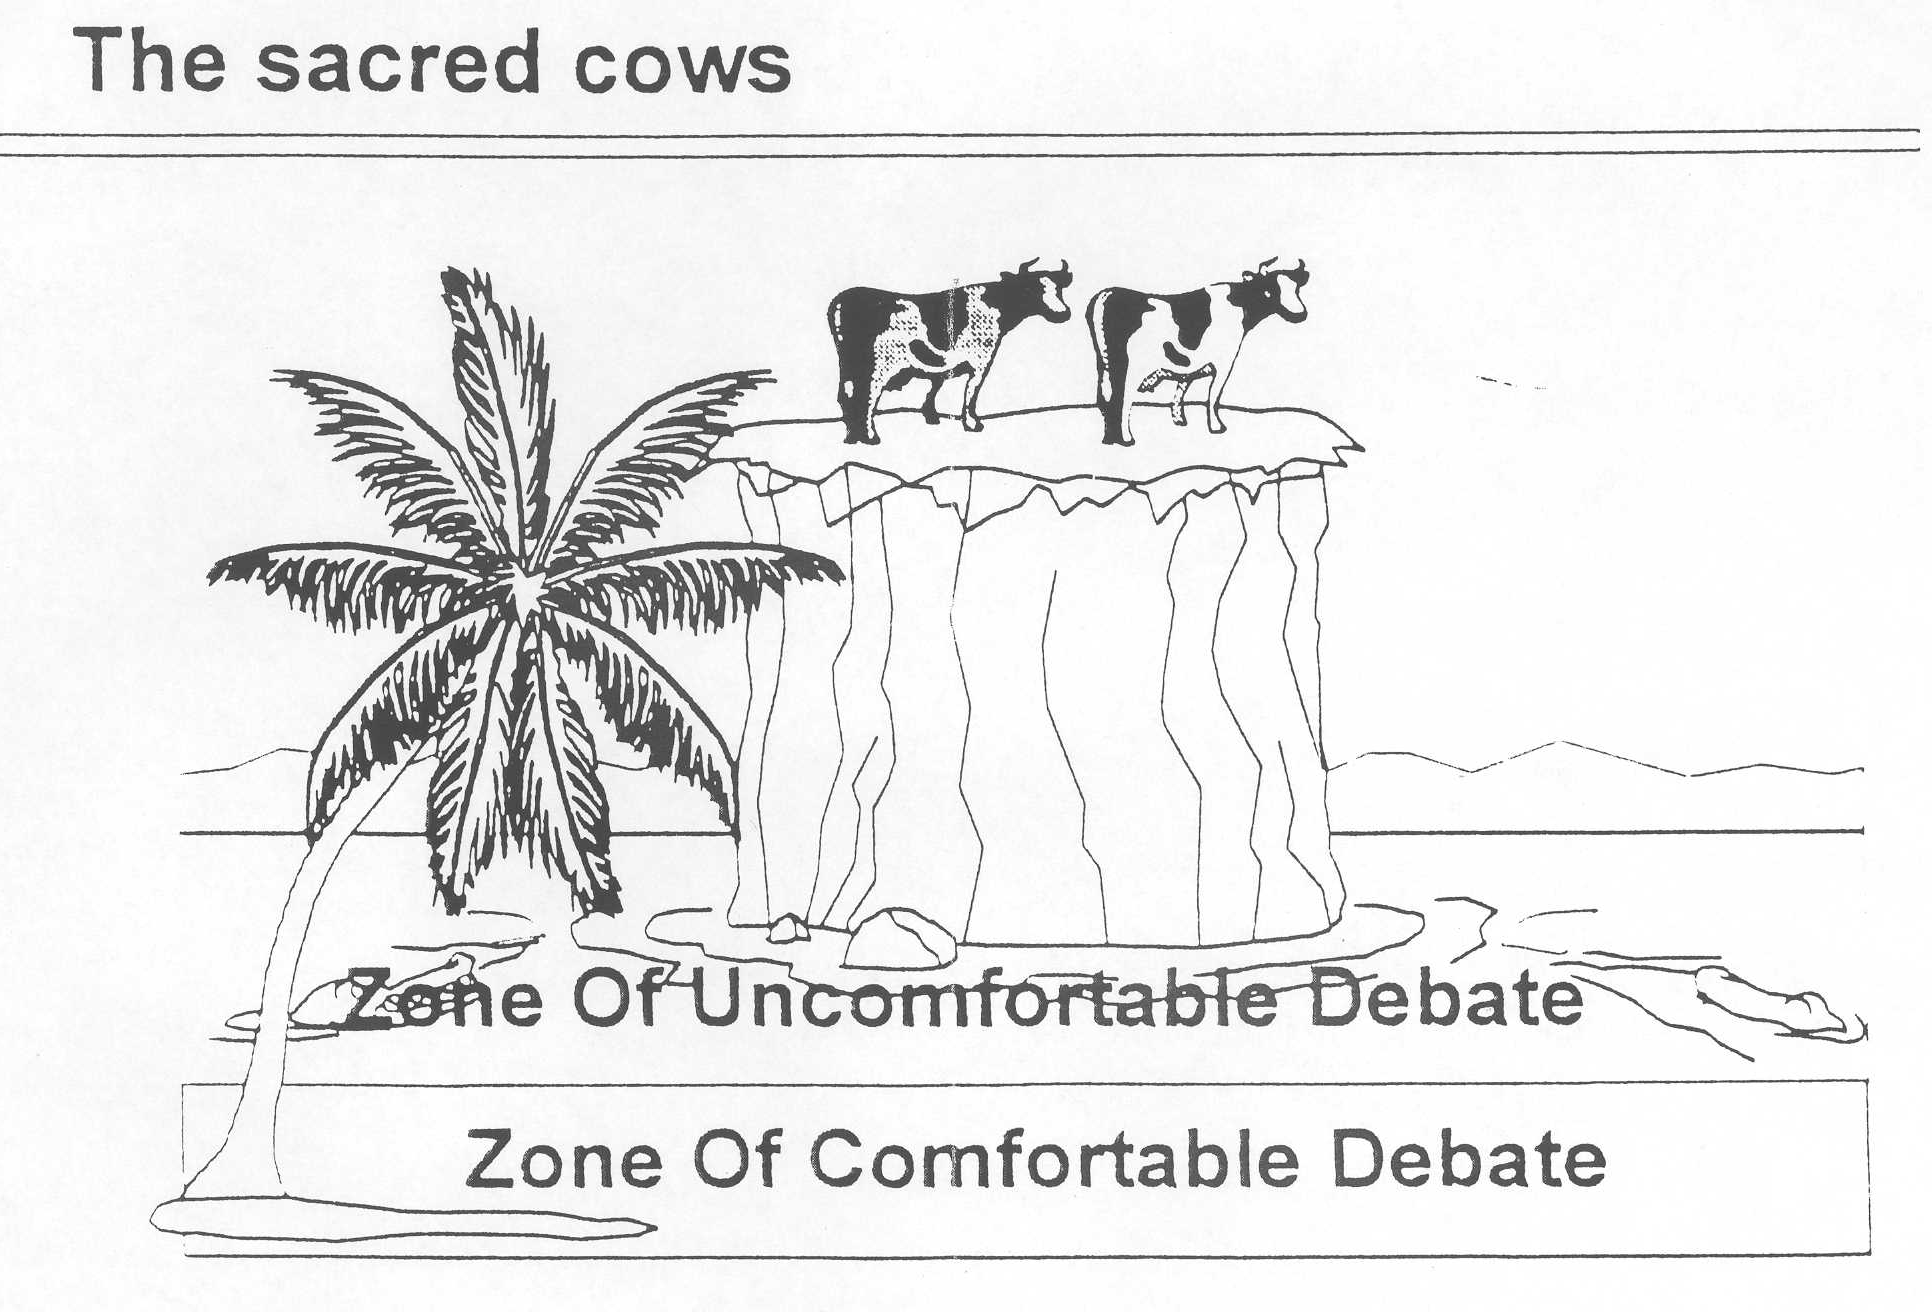 The sacred cows
Zone Of Uncomfortable Debate
Zone Of Comfortable Debate